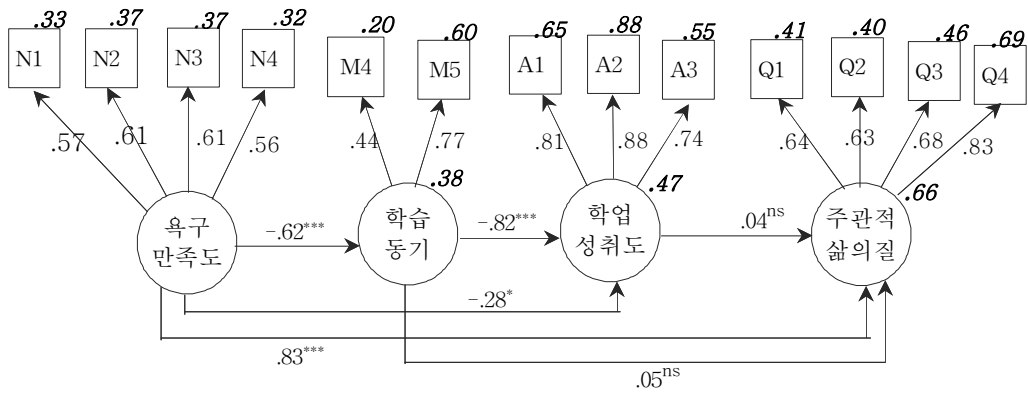 .33 .37 .37 .32 .20 .60 .65 .88 .55 .41 .40 .46 .69
N1 N2 N3 N4 M4 M5 A1 A2 A3 Q1 Q2 Q3 Q4
.57 .61 .61 .56 .44 .77 .81 .88 .74 .64 .63 .68 .83
.38 .47 .66
욕구
만족도
-.62***
학습
동기
-.82***
학업
성취도
.04ns
주관적
삶의질
-.28*
.83***
.05ns